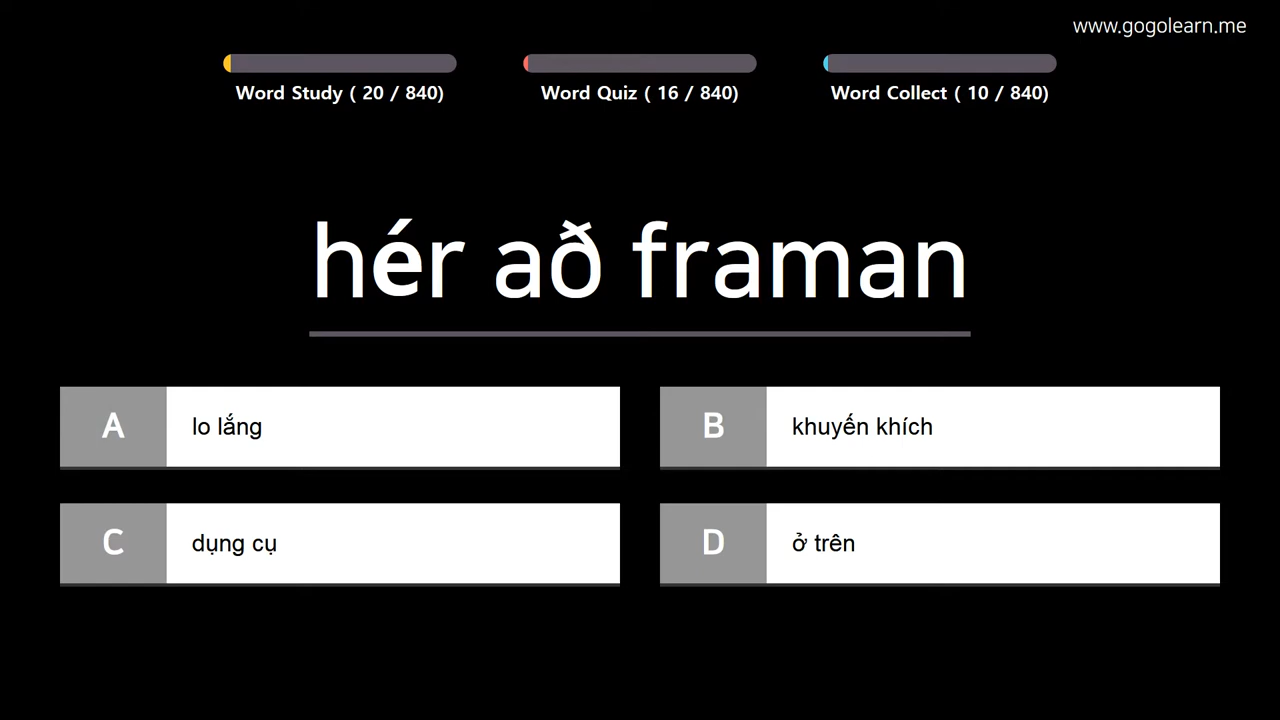 www.gogolearn.me
Word Study ( 20 / 840)
Word Quiz ( 16 / 840)
Word Collect ( 10 / 840)
hér að framan
A lo lắng
B khuyến khích
C dụng cụ
D ở trên